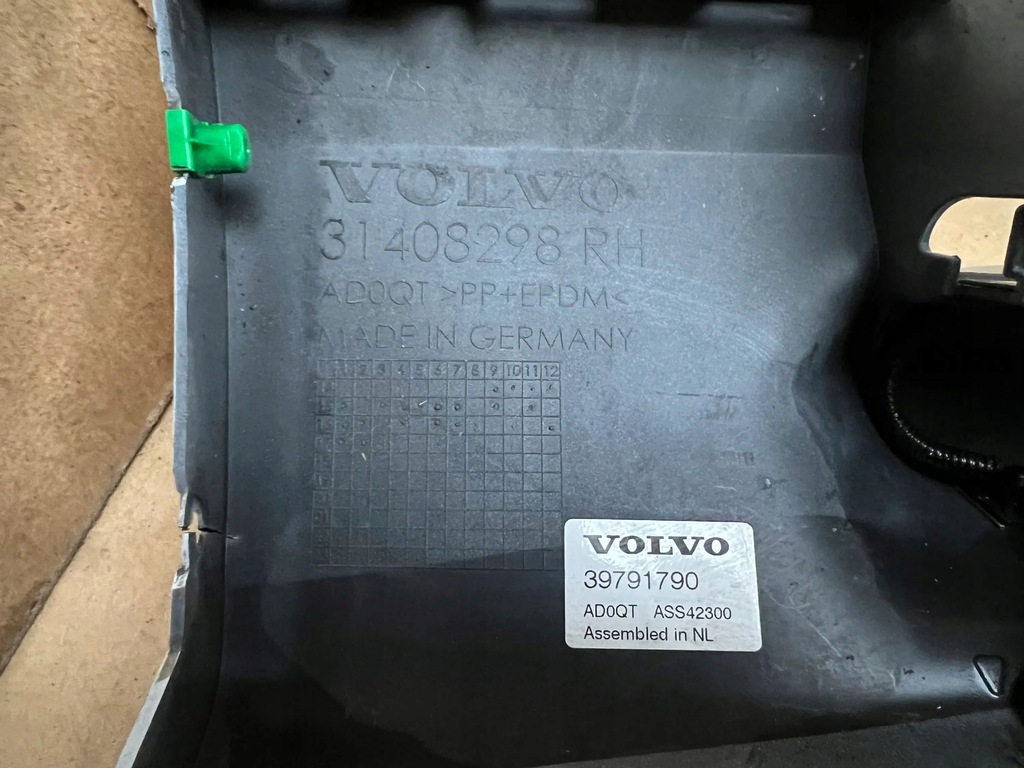 VOLVO
31408298 RH
AD0QT >PP+EPDM<
MADE IN GERMANY
1 2 3 4 5 6 7 8 9 10 11 12
VOLVO
39791790
AD0QT ASS42300
Assembled in NL